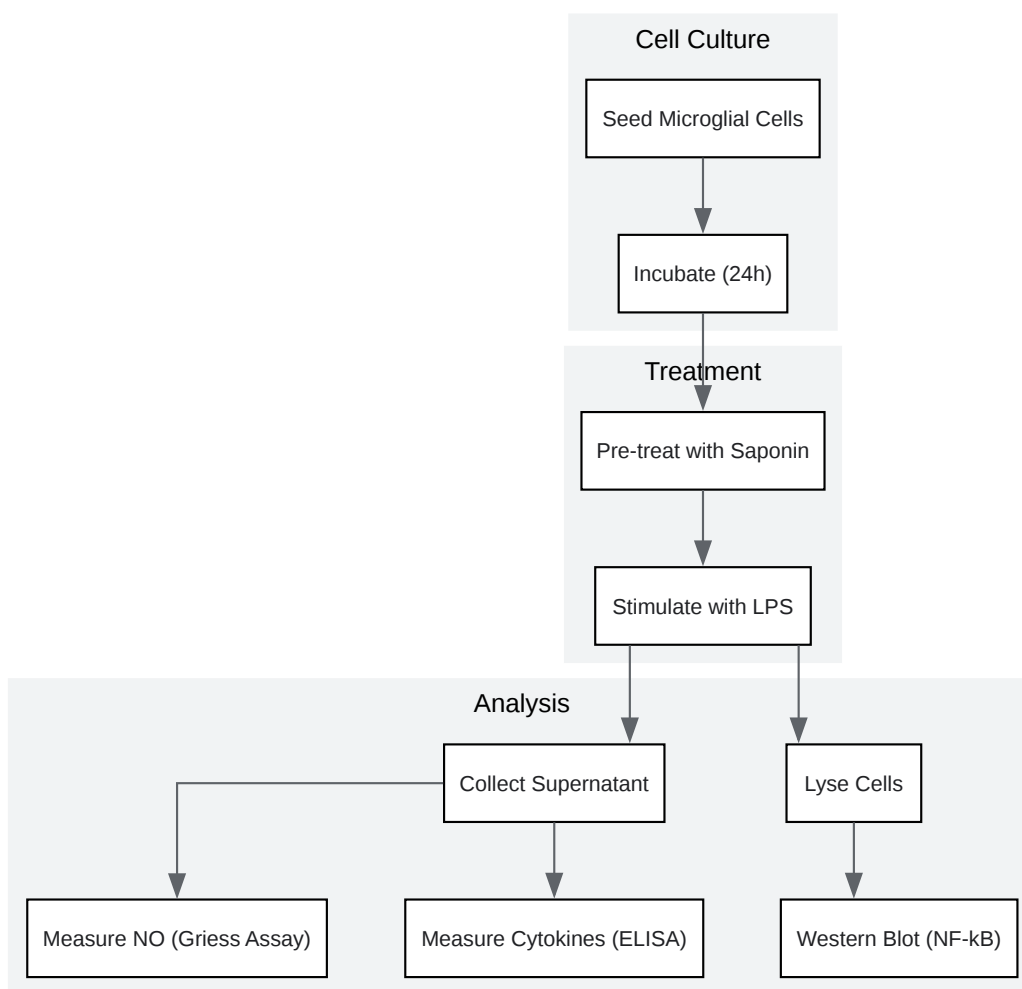 Cell Culture
Seed Microglial Cells
Incubate (24h)
Treatment
Pre-treat with Saponin
Stimulate with LPS
Analysis
Collect Supernatant
Lyse Cells
Measure NO (Griess Assay)
Measure Cytokines (ELISA)
Western Blot (NF-kB)